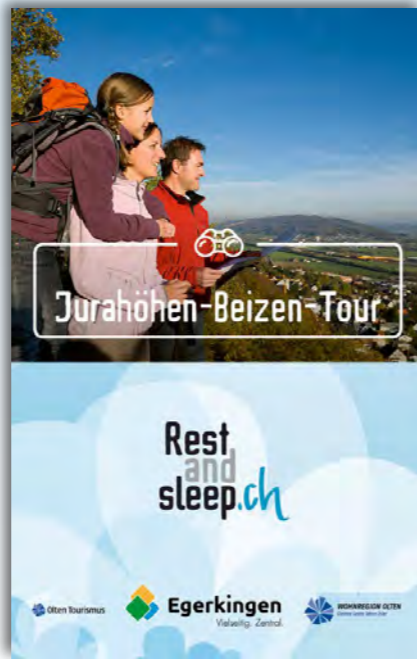 Jurahöhen-Beizen-Tour
Rest
and
sleep.ch
Olten Tourismus
Egerkingen
Vielseitig. Zentral.
WOHNREGION OLTEN